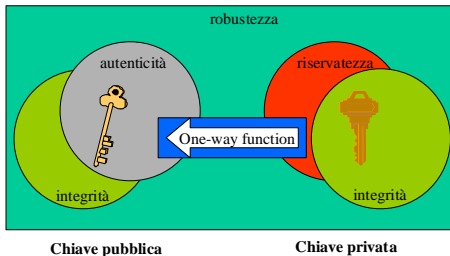 robustezza
autenticità
riservatezza
One-way function
integrità
integrità
Chiave pubblica
Chiave privata